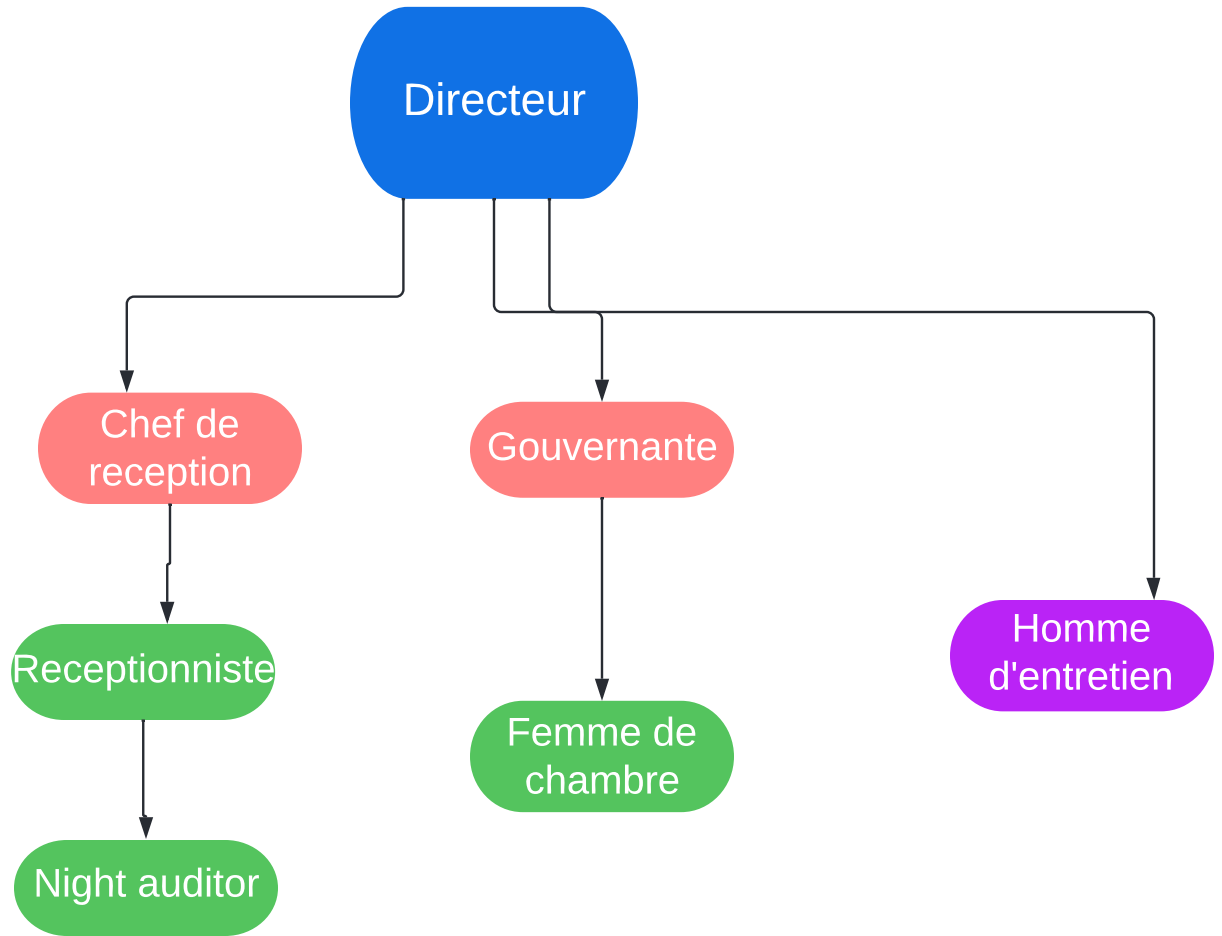 Directeur
Chef de
reception
Gouvernante
Homme
d'entretien
Receptionniste
Femme de
chambre
Night auditor